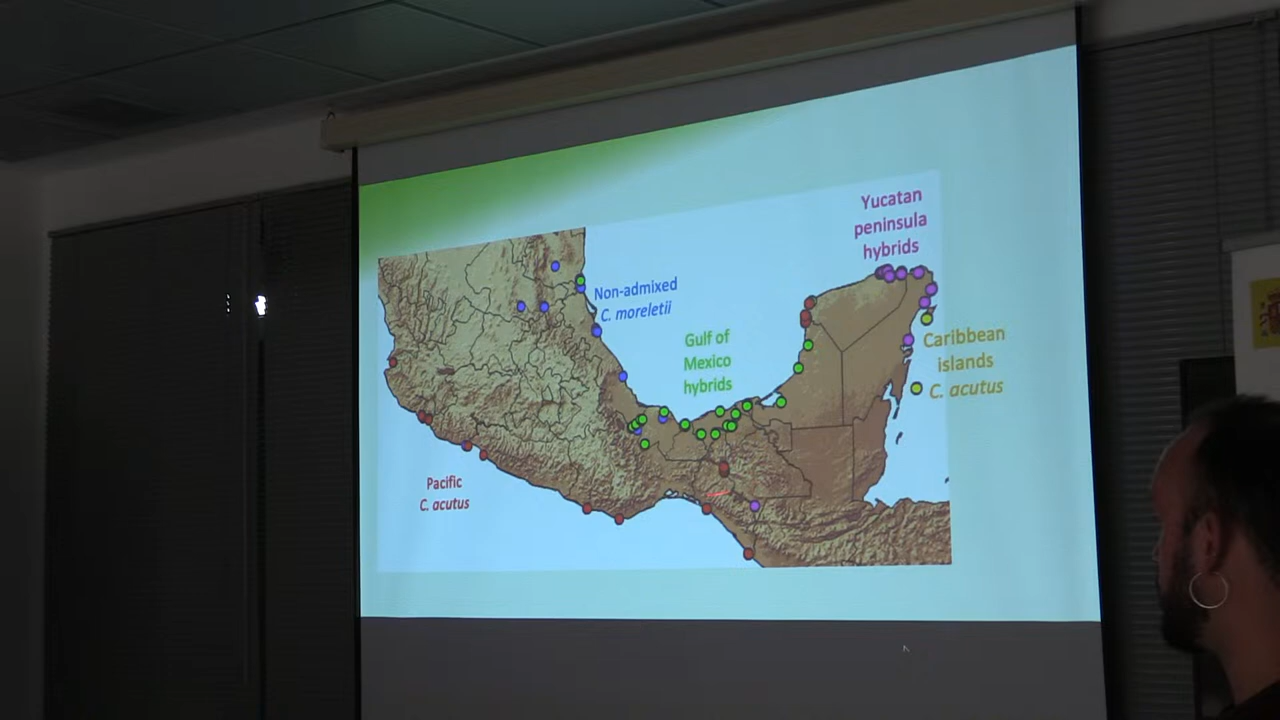 Yucatan
peninsula
hybrids
Non-admixed
C. moreletii
Gulf of
Mexico
hybrids
Caribbean
islands
C. acutus
Pacific
C. acutus